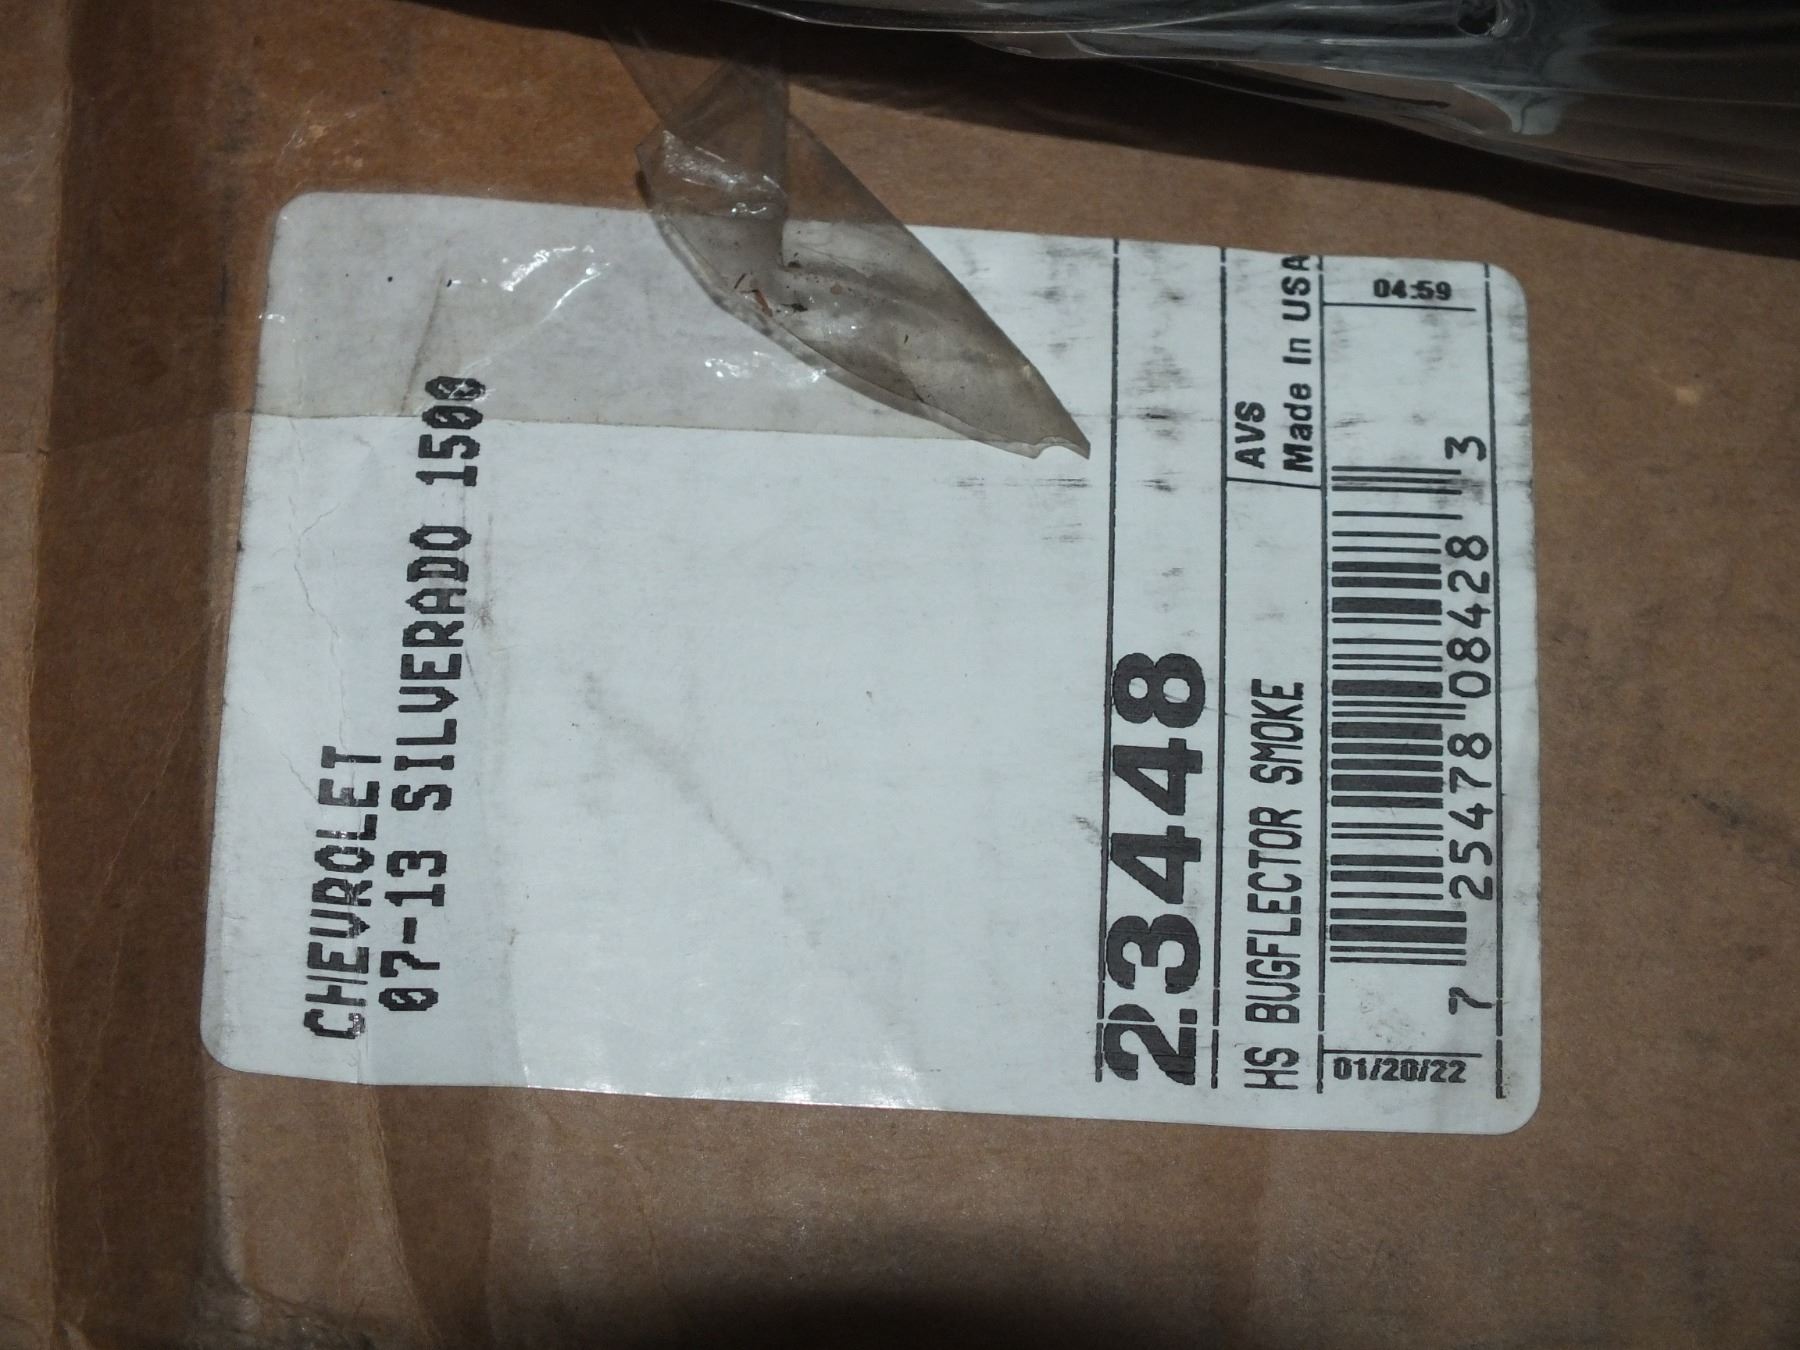 CHEVROLET
07-13 SILVERADO 1500
23448
HS BUGFLECTOR SMOKE
AVS
Made In USA
01/20/22
7 25478 08428 3
04:59